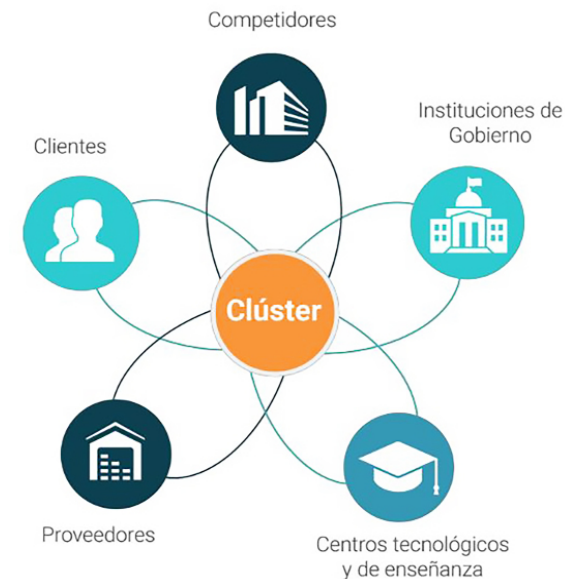 Competidores
Instituciones de
Gobierno
Clientes
Clúster
Proveedores
Centros tecnológicos
y de enseñanza